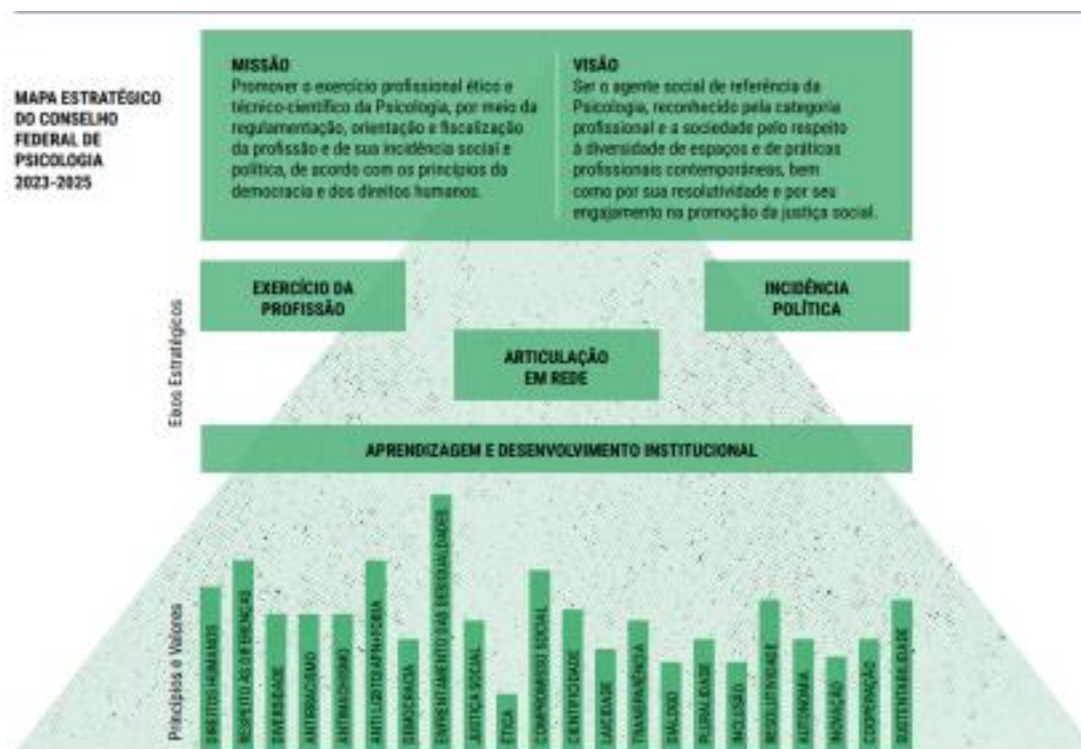 MAPA ESTRATÉGICO
DO CONSELHO
FEDERAL DE
PSICOLOGIA
2023-2025
MISSÃO
Promover o exercício profissional ético e
técnico-científico da Psicologia, por meio da
regulamentação, orientação e fiscalização
da profissão e de sua incidência social e
política, de acordo com os princípios da
democracia e dos direitos humanos.
VISÃO
Ser o agente social de referência da
Psicologia, reconhecido pela categoria
profissional e a sociedade pelo respeito
à diversidade de espaços e de práticas
profissionais contemporâneas, bem
como por sua resolutividade e por seu
engajamento na promoção da justiça social.
Eixos Estratégicos
EXERCÍCIO DA
PROFISSÃO
INCIDÊNCIA
POLÍTICA
ARTICULAÇÃO
EM REDE
APRENDIZAGEM E DESENVOLVIMENTO INSTITUCIONAL
Princípios e Valores
DIREITOS HUMANOS
RESPEITO ÀS DIFERENÇAS
DIVERSIDADE
ANTIRRACISMO
ANTIMACHISMO
DEMOCRACIA
ENFRENTAMENTO DAS DESIGUALDADES
JUSTIÇA SOCIAL
ÉTICA
COMPROMISSO SOCIAL
CIENTIFICIDADE
LAICIDADE
TRANSPARÊNCIA
DIÁLOGO
PLURALIDADE
INCLUSÃO
RESOLUTIVIDADE
AUTONOMIA
INOVAÇÃO
COOPERAÇÃO
SUSTENTABILIDADE